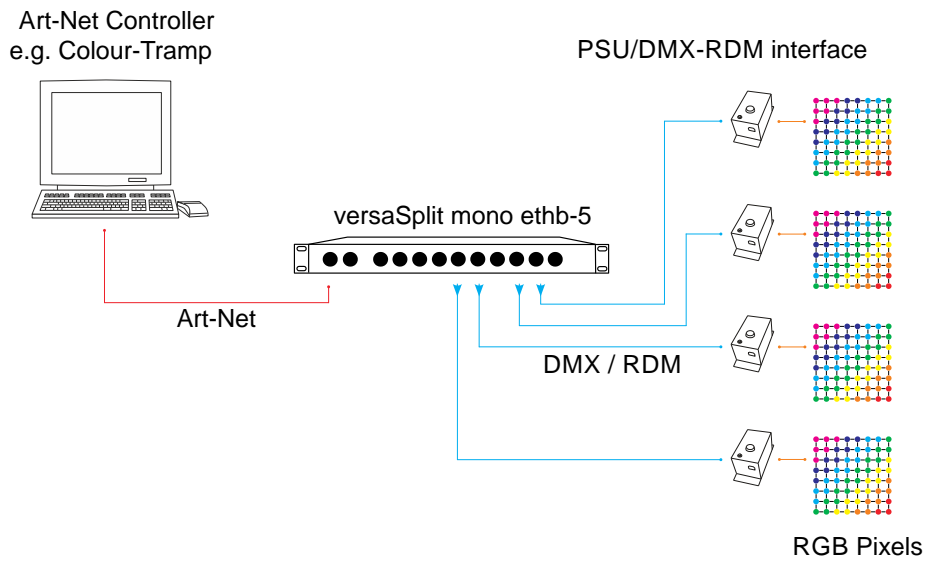 Art-Net Controller
e.g. Colour-Tramp
PSU/DMX-RDM interface
versaSplit mono ethb-5
Art-Net
DMX / RDM
RGB Pixels